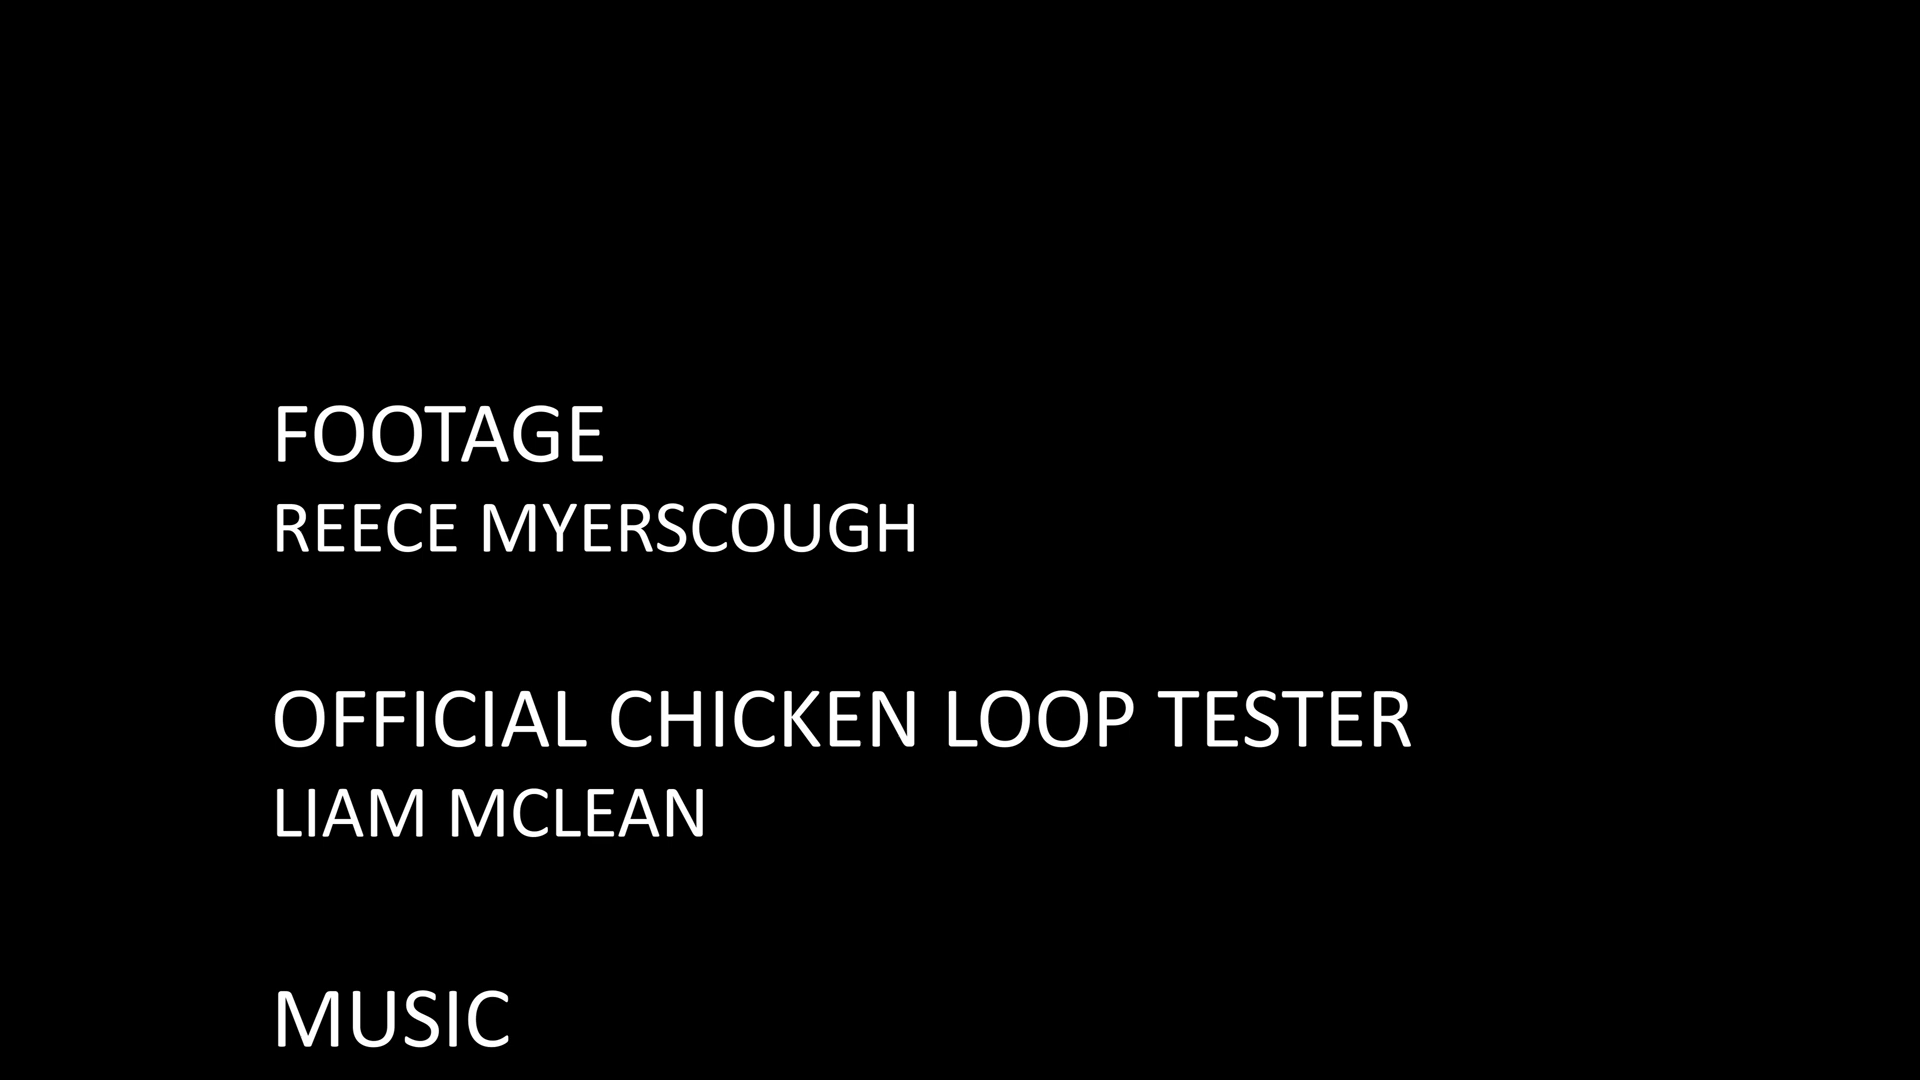 FOOTAGE
REECE MYERSCOUGH
OFFICIAL CHICKEN LOOP TESTER
LIAM MCLEAN
MUSIC